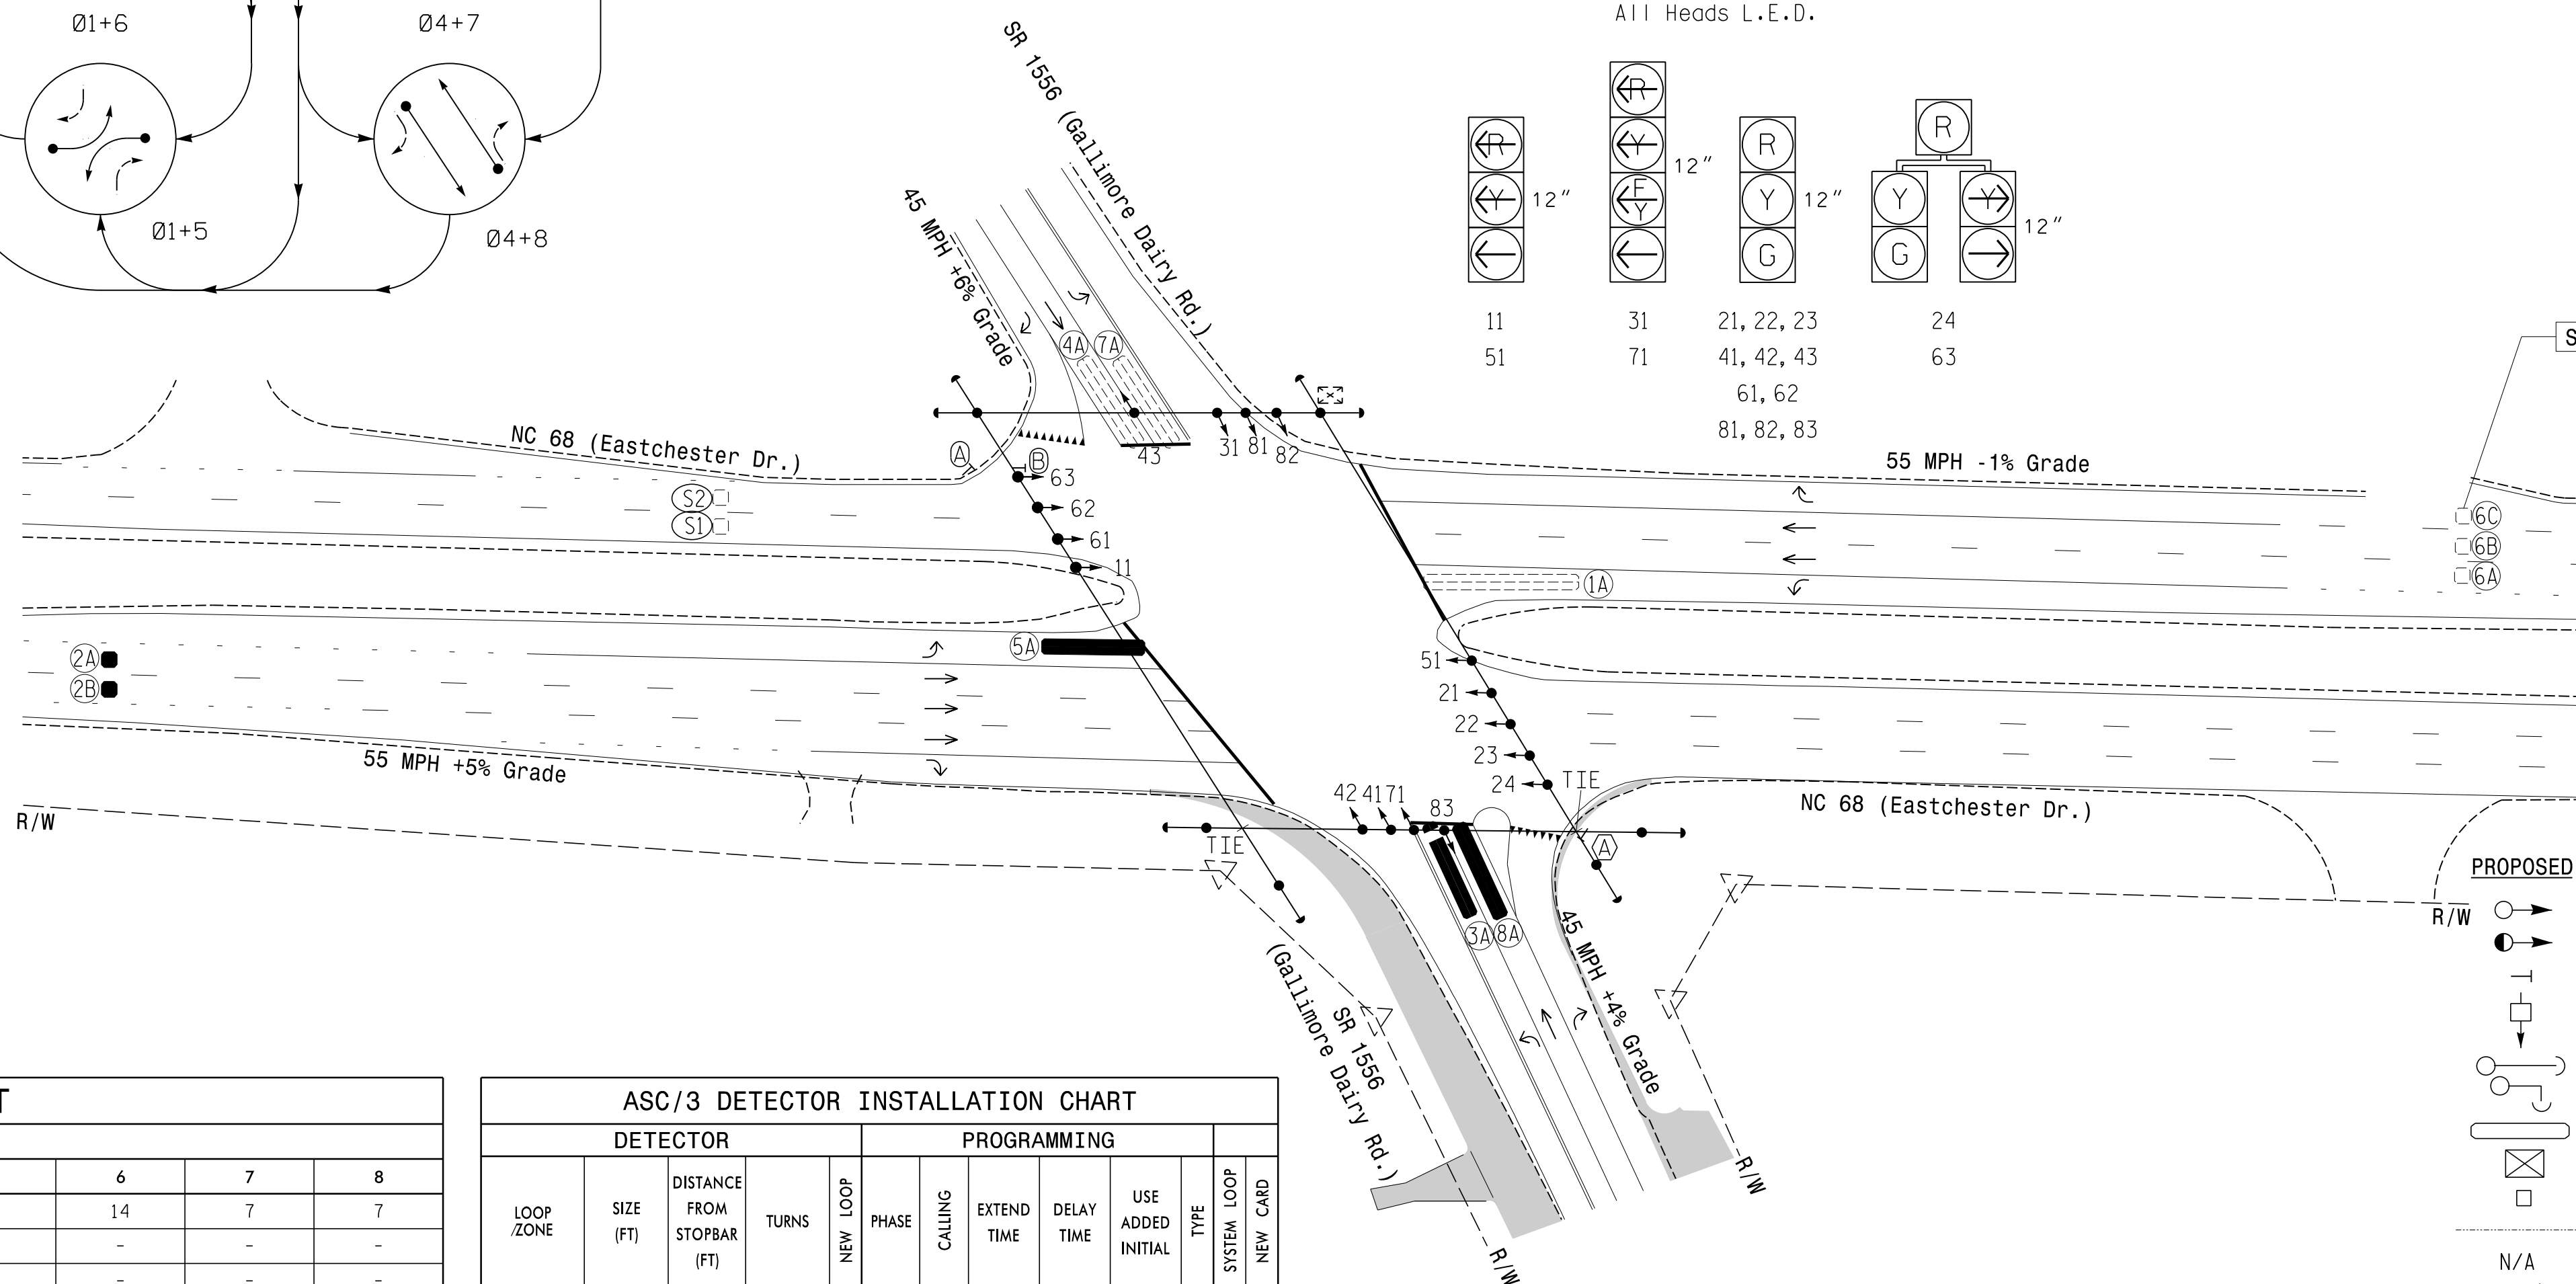 Ø1+6
Ø4+7
Ø1+5
Ø4+8
All Heads L.E.D.
R
Y
12"
R
Y
F
Y
12"
R
Y
G
12"
R
Y
Y
G
12"
11
31
21, 22, 23
24
51
71
41, 42, 43
63
61, 62
81, 82, 83
SR 1556 (Gallimore Dairy Rd.)
45 MPH +6% Grade
4A
7A
43
31
81
82
A
B
63
62
61
11
NC 68 (Eastchester Dr.)
S2
S1
55 MPH -1% Grade
S
6C
6B
6A
1A
5A
2A
2B
51
21
22
23
24
TIE
55 MPH +5% Grade
R/W
42
41
71
83
TIE
A
NC 68 (Eastchester Dr.)
3A
8A
45 MPH +4% Grade
SR 1556
(Gallimore Dairy Rd.)
R/W
R/W
R/W
PROPOSED
N/A
T
6
7
8
14
7
7
-
-
-
-
-
-
ASC/3 DETECTOR INSTALLATION CHART
DETECTOR
PROGRAMMING
LOOP
/ZONE
SIZE
(FT)
DISTANCE
FROM
STOPBAR
(FT)
TURNS
NEW LOOP
PHASE
CALLING
EXTEND
TIME
DELAY
TIME
USE
ADDED
INITIAL
TYPE
SYSTEM LOOP
NEW CARD